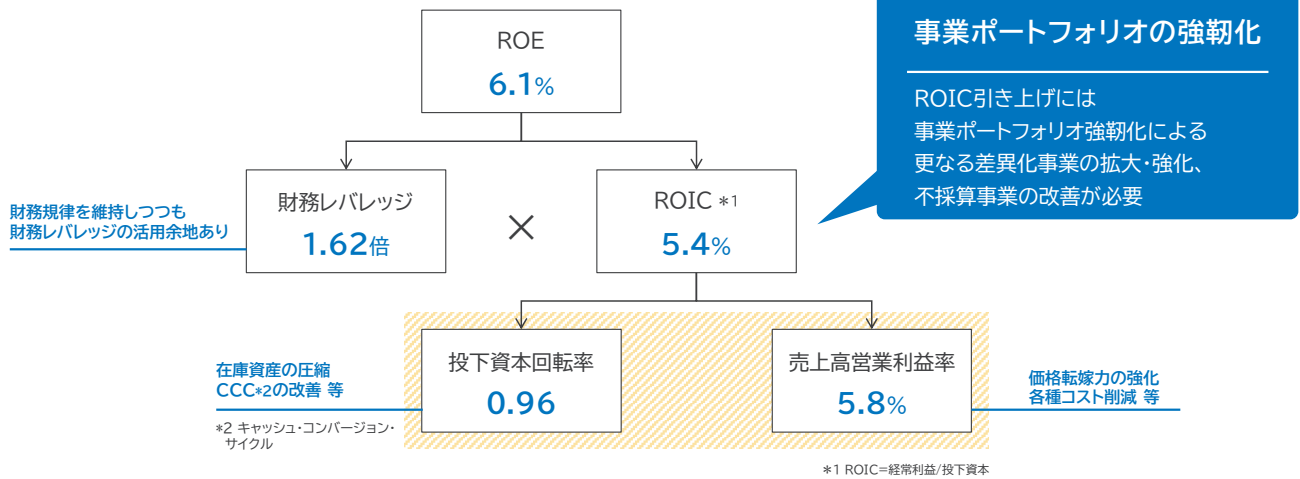 ROE
6.1%
事業ポートフォリオの強靭化
ROIC引き上げには
事業ポートフォリオ強靭化による
更なる差異化事業の拡大・強化、
不採算事業の改善が必要
財務規律を維持しつつも
財務レバレッジの活用余地あり
財務レバレッジ
1.62倍
×
ROIC *1
5.4%
在庫資産の圧縮
CCC*2の改善 等
*2 キャッシュ・コンバージョン・
サイクル
投下資本回転率
0.96
売上高営業利益率
5.8%
価格転嫁力の強化
各種コスト削減 等
*1 ROIC=経常利益/投下資本